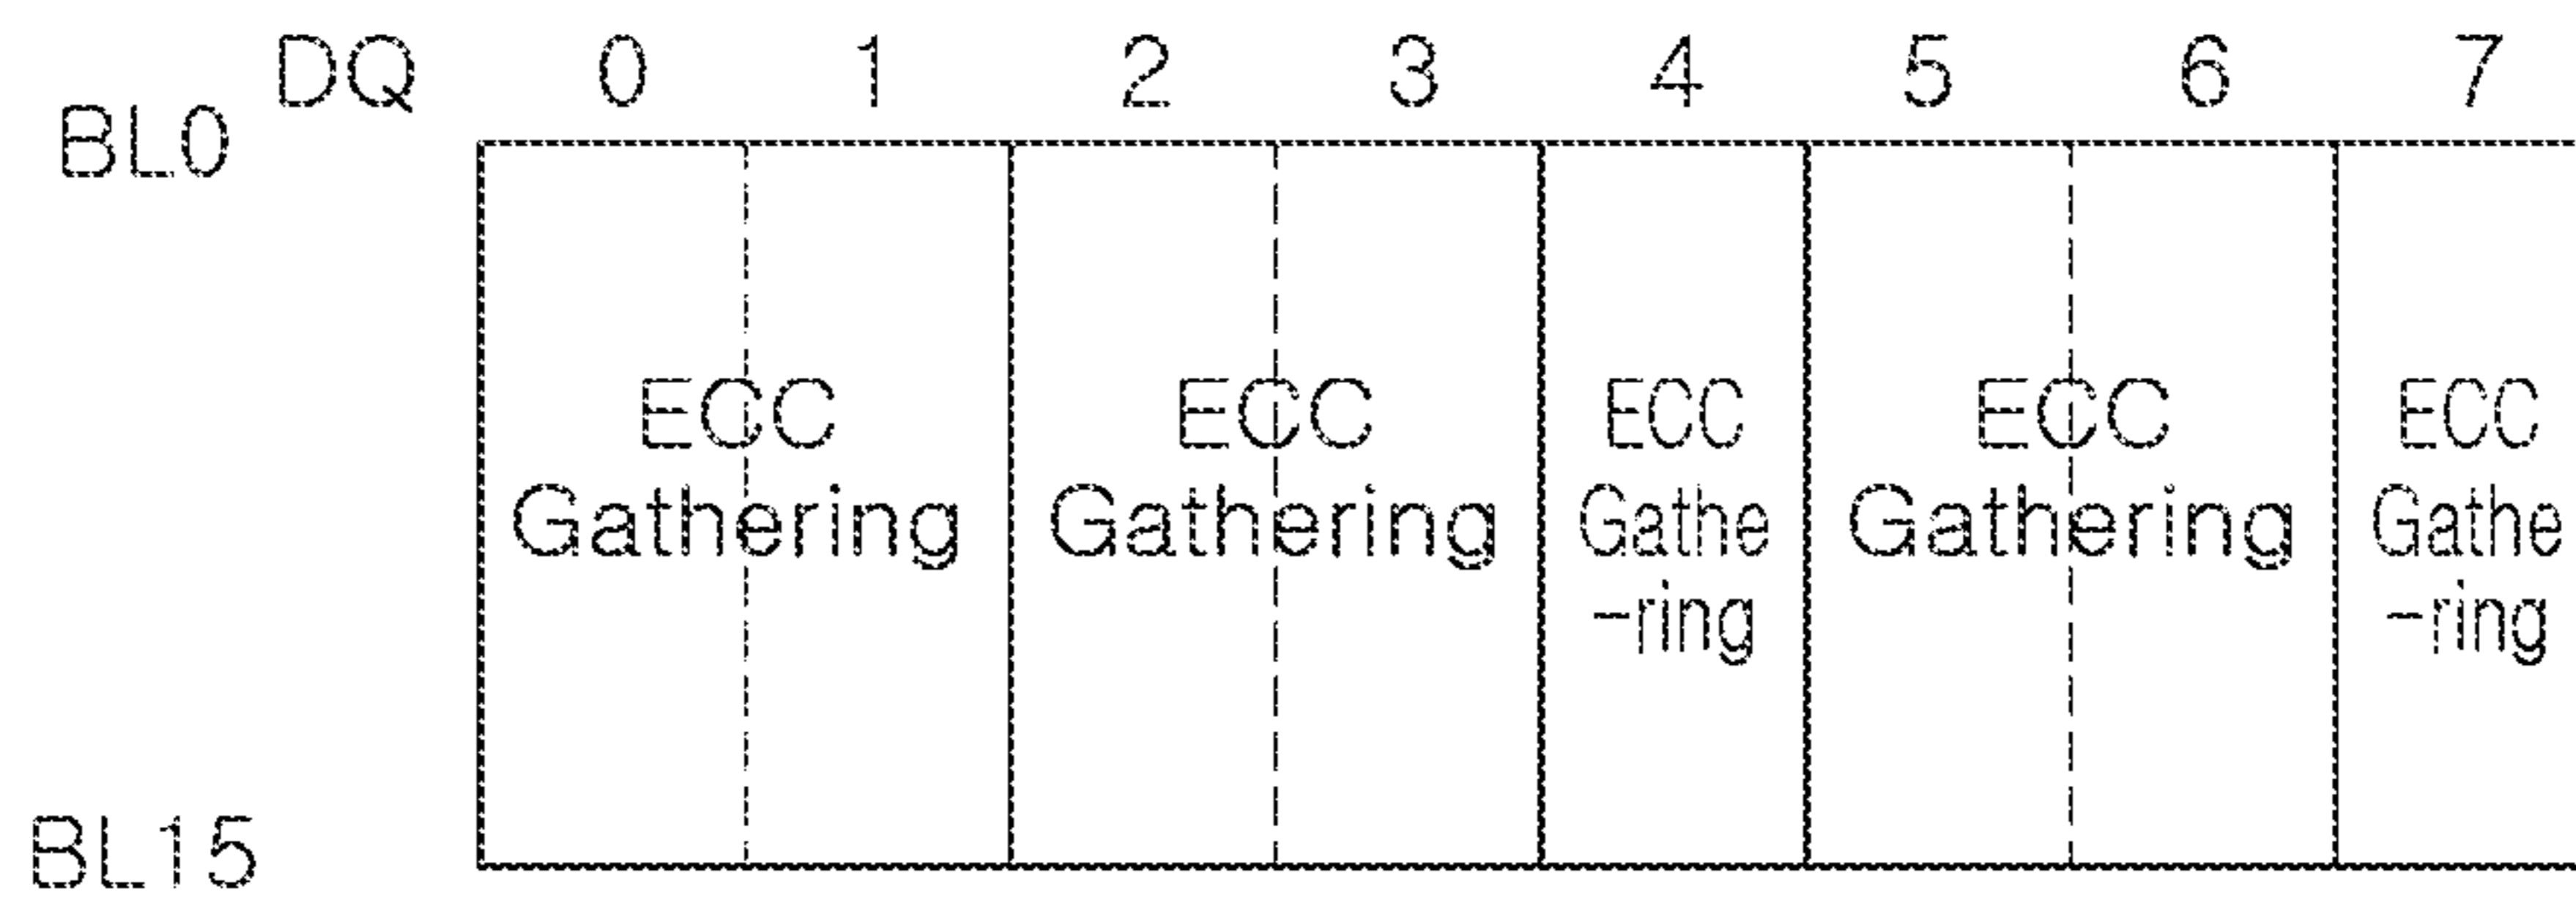 DQ 0 1 2 3 4 5 6 7
BL0
ECC ECC ECC ECC ECC
Gathering Gathering Gathe Gathering Gathe
-ring -ring
BL15